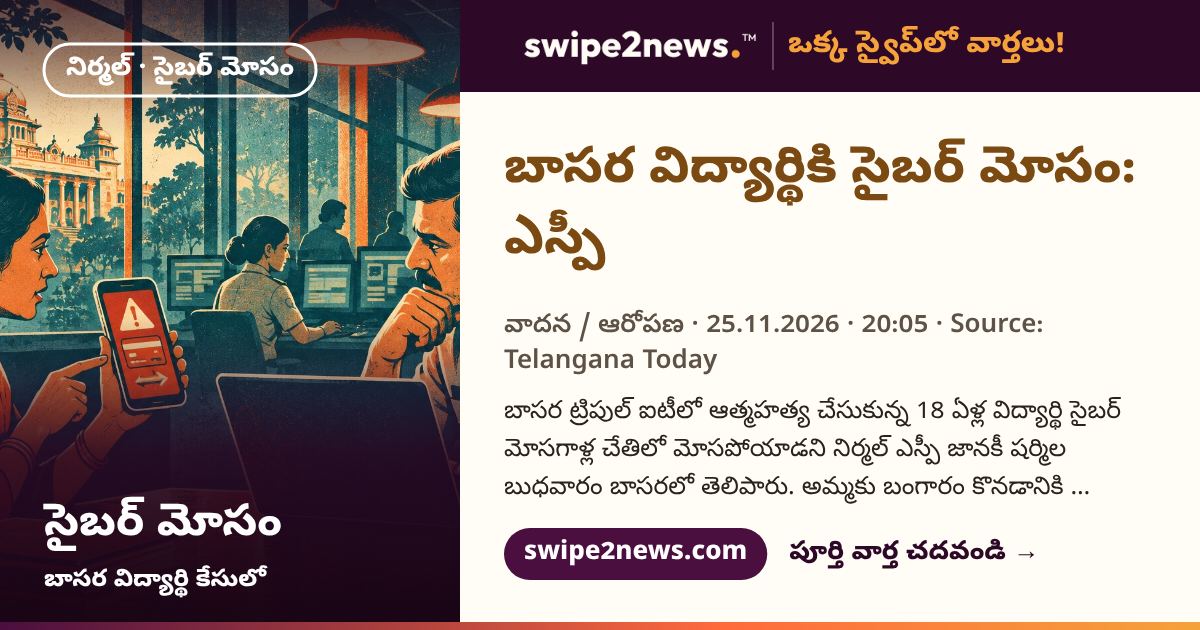 నిర్మల్ · సైబర్ మోసం
swipe2news.™
ఒక్క స్వైప్‌లో వార్తలు!
బాసర విద్యార్థికి సైబర్ మోసం:
ఎస్పీ
వాదన / ఆరోపణ · 25.11.2026 · 20:05 · Source:
Telangana Today
బాసర ట్రిపుల్ ఐటీలో ఆత్మహత్య చేసుకున్న 18 ఏళ్ల విద్యార్థి సైబర్
మోసగాళ్ల చేతిలో మోసపోయాడని నిర్మల్ ఎస్పీ జానకీ షర్మిల
బుధవారం బాసరలో తెలిపారు. అమ్మకు బంగారం కొనడానికి ...
swipe2news.com
పూర్తి వార్త చదవండి →
సైబర్ మోసం
బాసర విద్యార్థి కేసులో